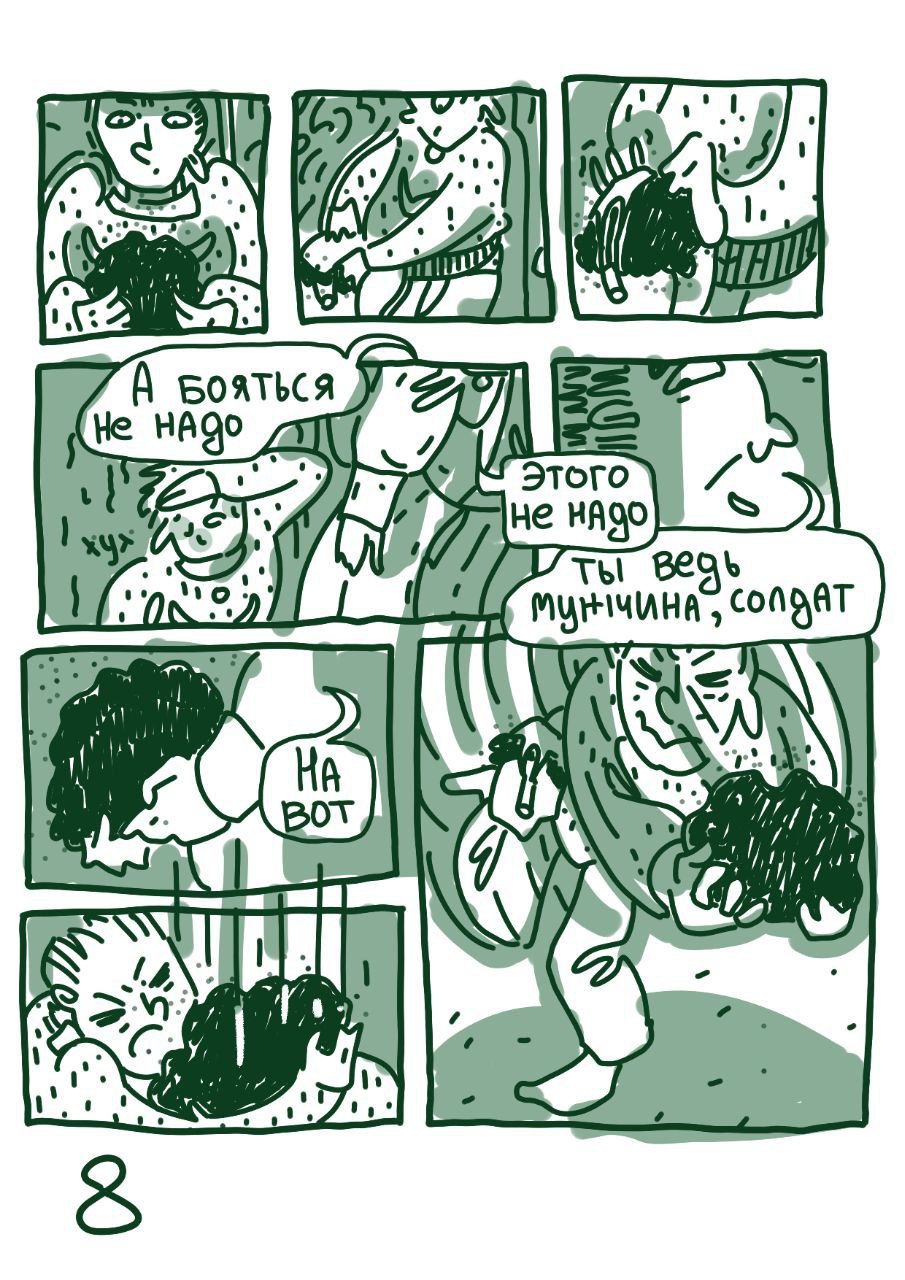 А БОЯТЬСЯ
НЕ НАДО
ХУХ
ЭТОГО
НЕ НАДО
ТЫ ВЕДЬ
МУЖЧИНА, СОЛДАТ
НА
ВОТ
8